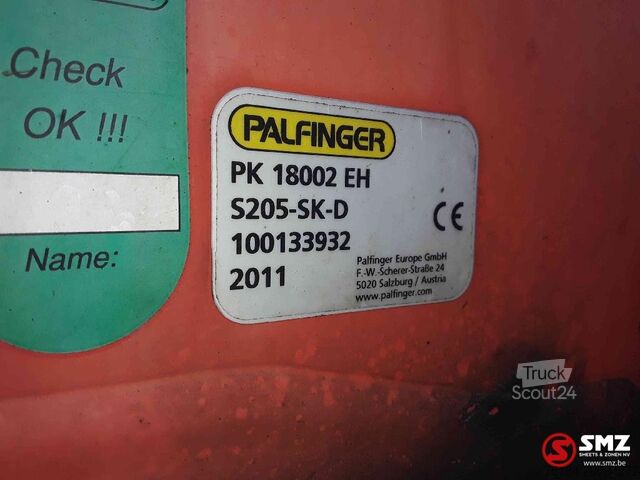 Check
OK !!!
Name:
PALFINGER
PK 18002 EH
S205-SK-D
100133932
2011
CE
Palfinger Europe GmbH
F.-W.-Scherer-Straße 24
5020 Salzburg / Austria
www.palfinger.com
Truck
Scout24
SMZ
SMEETS & ZONEN NV
www.smz.be